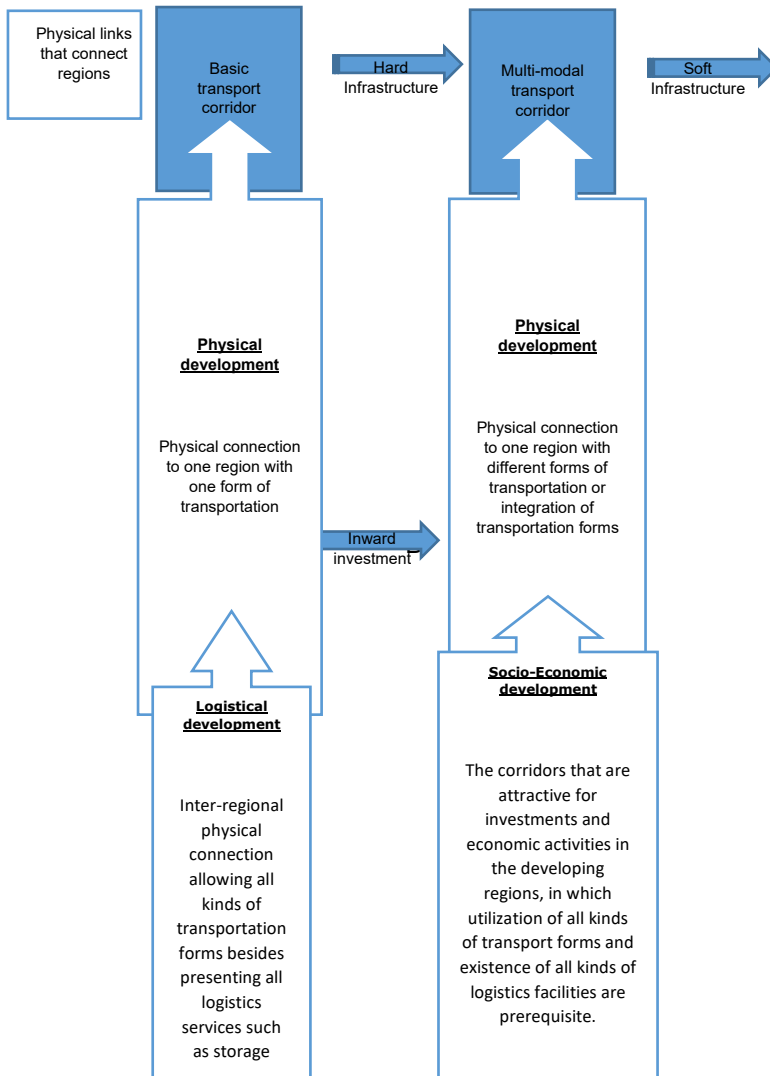 Physical links
that connect
regions
Basic
transport
corridor
Hard
Infrastructure
Multi-modal
transport
corridor
Soft
Infrastructure
Physical
development
Physical connection
to one region with
one form of
transportation
Physical
development
Physical connection
to one region with
different forms of
transportation or
integration of
transportation forms
Inward
investment
Logistical
development
Inter-regional
physical
connection
allowing all
kinds of
transportation
forms besides
presenting all
logistics
services such
as storage
Socio-Economic
development
The corridors that are
attractive for
investments and
economic activities in
the developing
regions, in which
utilization of all kinds
of transport forms and
existence of all kinds of
logistics facilities are
prerequisite.